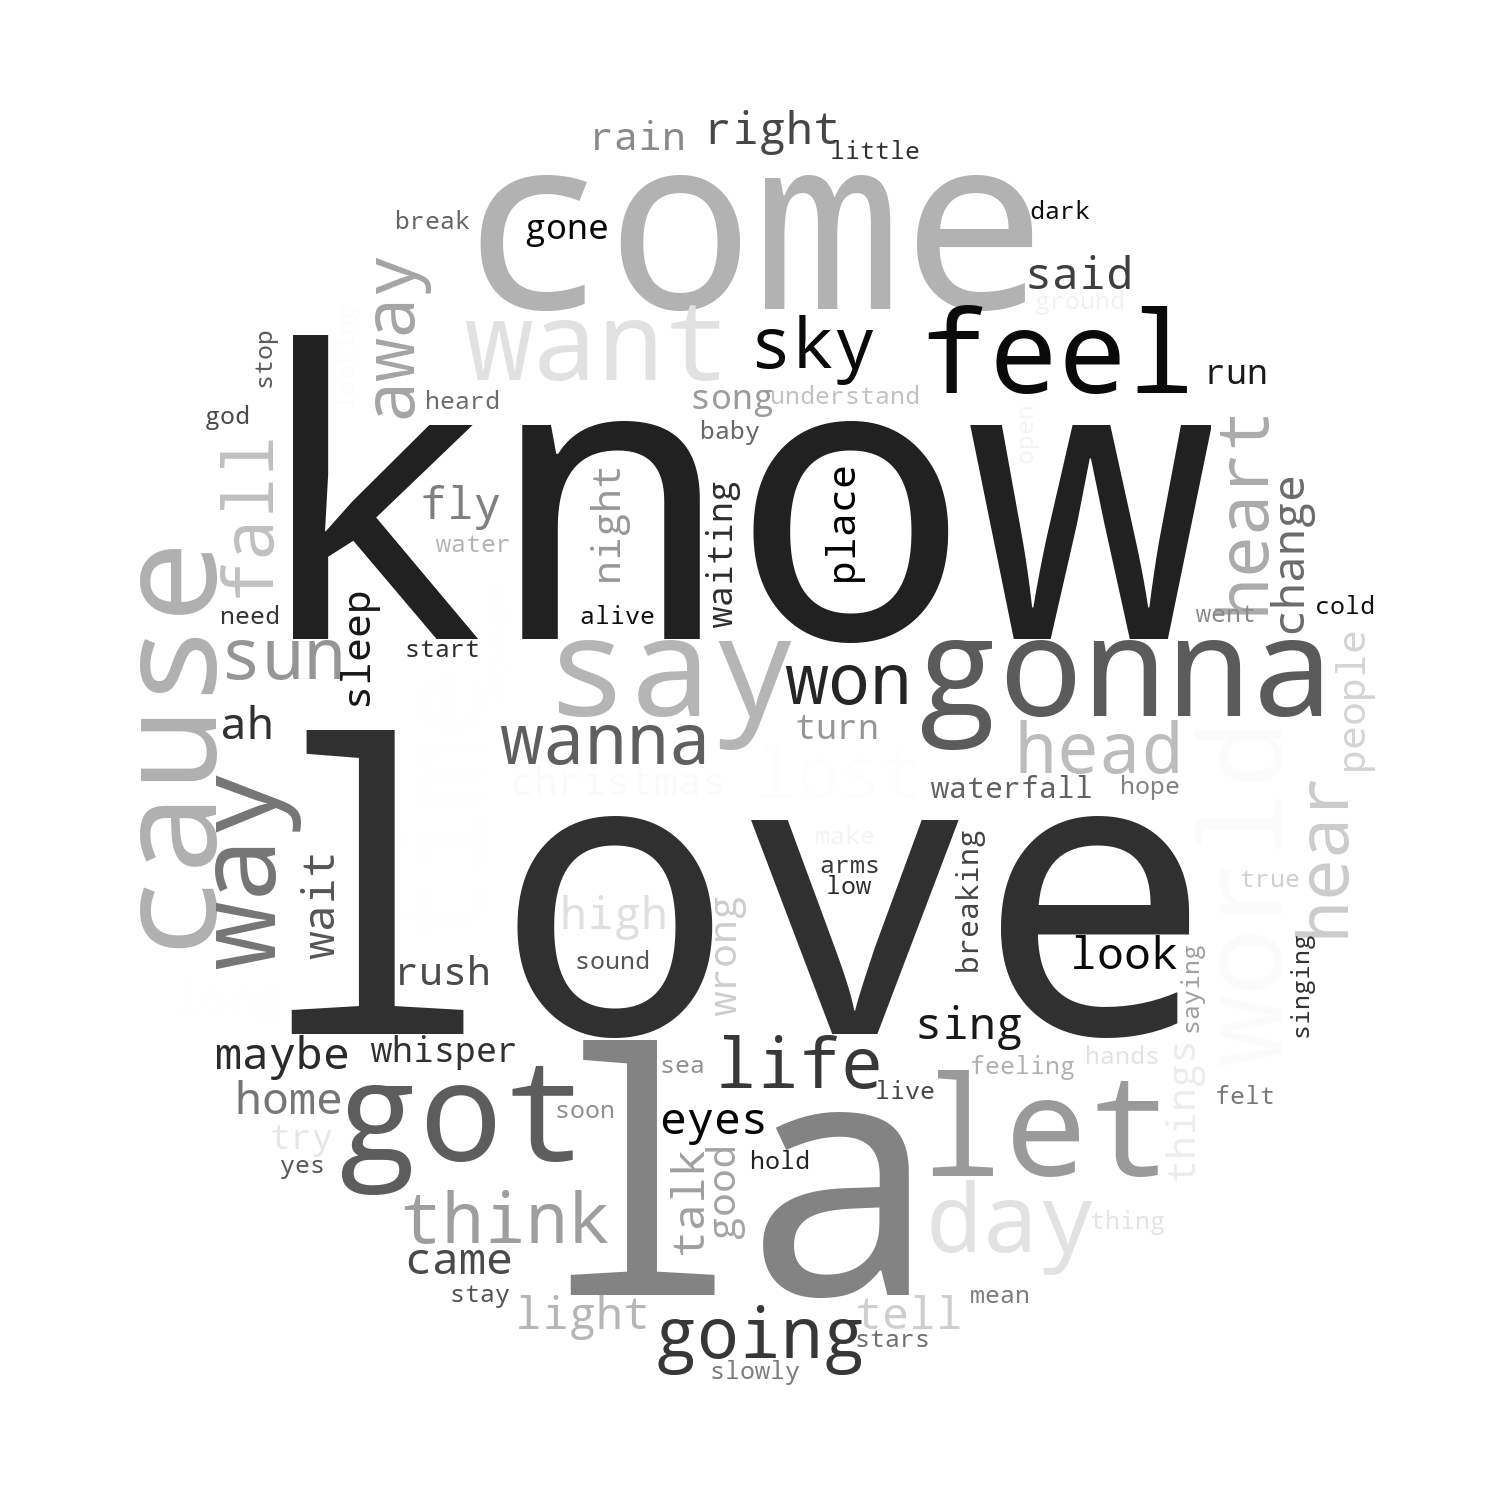 rain right
little
come
break gone dark
away said
ground
looking
want sky feel
stop run
heard song understand
god baby open
know
fall fly night waiting place heart change
water
cause
need sleep alive went cold
sun start say won gonna people
ah wanna turn head
time
christmas lost waterfall hope world
way
love
make
wait arms breaking hear
low true
high wrong
rush sound look saying singing
sing
maybe whisper sea life feeling hands things
home got soon eyes live let felt
try
yes la hold
talk good
think day thing
came
stay light tell mean
going stars
slowly